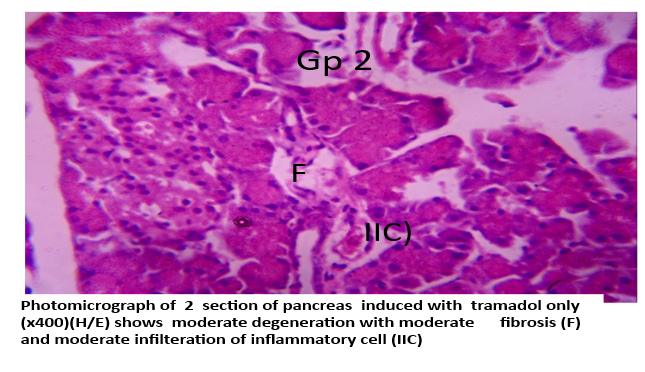 Gp 2
F
IIC)
Photomicrograph of 2 section of pancreas induced with tramadol only
(x400)(H/E) shows moderate degeneration with moderate fibrosis (F)
and moderate infilteration of inflammatory cell (IIC)